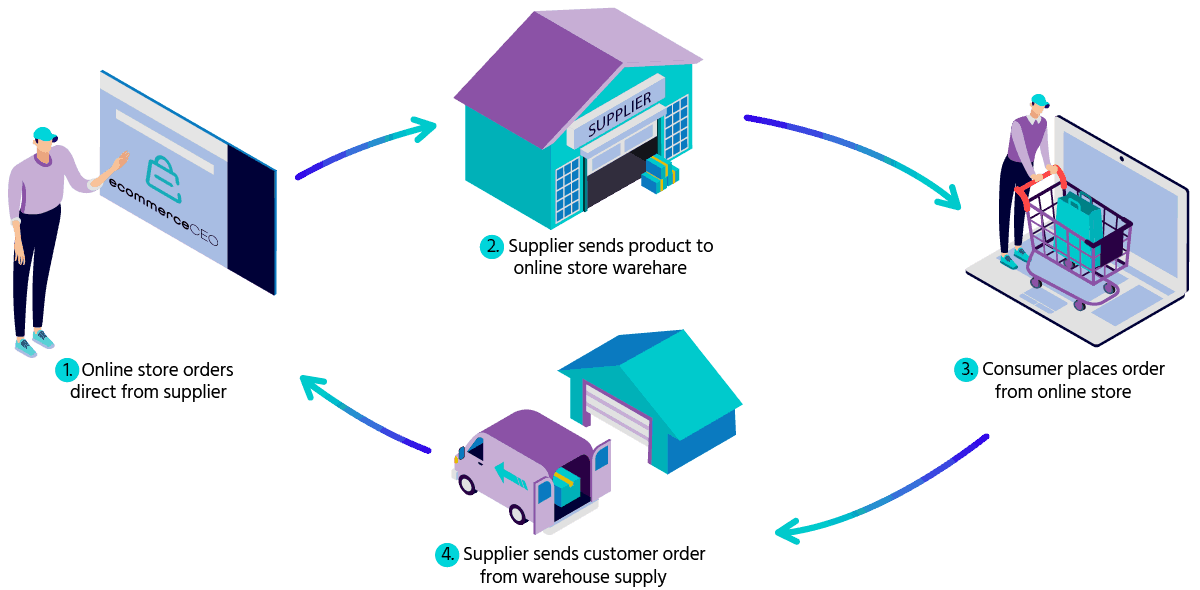 ecommerceCEO
SUPPLIER
1. Online store orders
direct from supplier
2. Supplier sends product to
online store warehare
3. Consumer places order
from online store
4. Supplier sends customer order
from warehouse supply